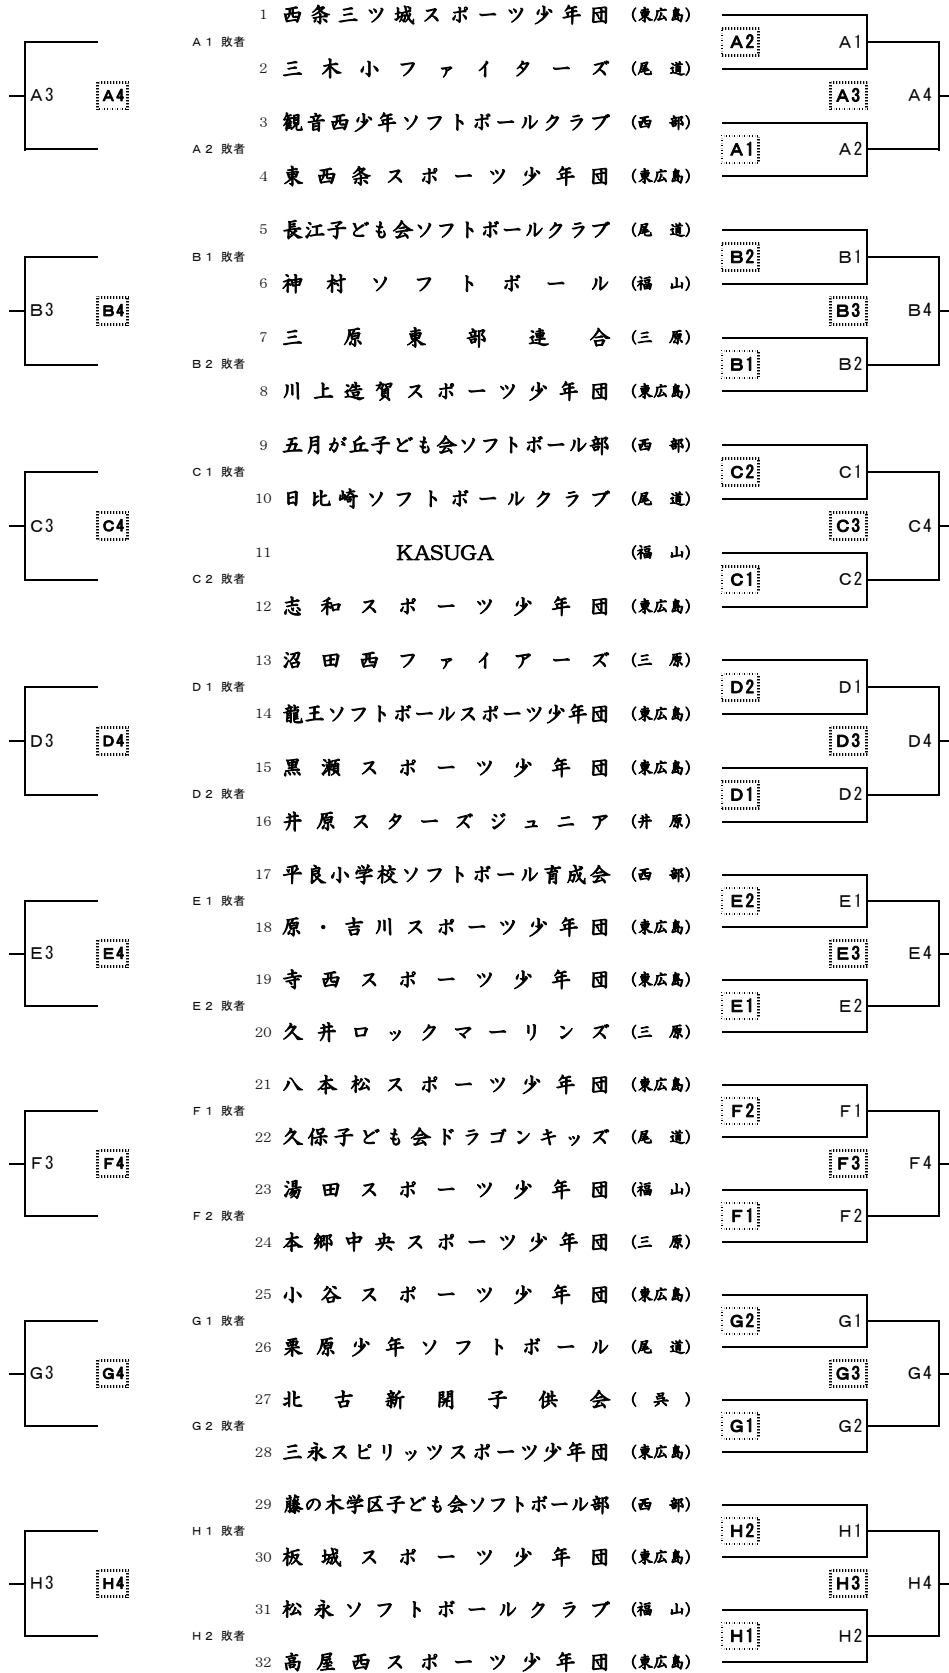 1 西条三ツ城スポーツ少年団 (東広島)
A1 敗者 A2 A1
2 三木小ファイターズ (尾 道)
A3 A4 A3 A4
3 観音西少年ソフトボールクラブ (西 部)
A2 敗者 A1 A2
4 東西条スポーツ少年団 (東広島)
5 長江子ども会ソフトボールクラブ (尾 道)
B1 敗者 B2 B1
6 神村ソフトボール (福 山)
B3 B4 B3 B4
7 三原東部連合 (三 原)
B2 敗者 B1 B2
8 川上造賀スポーツ少年団 (東広島)
9 五月が丘子ども会ソフトボール部 (西 部)
C1 敗者 C2 C1
10 日比崎ソフトボールクラブ (尾 道)
C3 C4 C3 C4
11 KASUGA (福 山)
C2 敗者 C1 C2
12 志和スポーツ少年団 (東広島)
13 沼田西ファイアーズ (三 原)
D1 敗者 D2 D1
14 龍王ソフトボールスポーツ少年団 (東広島)
D3 D4 D3 D4
15 黒瀬スポーツ少年団 (東広島)
D2 敗者 D1 D2
16 井原スターズジュニア (井 原)
17 平良小学校ソフトボール育成会 (西 部)
E1 敗者 E2 E1
18 原・吉川スポーツ少年団 (東広島)
E3 E4 E3 E4
19 寺西スポーツ少年団 (東広島)
E2 敗者 E1 E2
20 久井ロックマーリンズ (三 原)
21 八本松スポーツ少年団 (東広島)
F1 敗者 F2 F1
22 久保子ども会ドラゴンキッズ (尾 道)
F3 F4 F3 F4
23 湯田スポーツ少年団 (福 山)
F2 敗者 F1 F2
24 本郷中央スポーツ少年団 (三 原)
25 小谷スポーツ少年団 (東広島)
G1 敗者 G2 G1
26 栗原少年ソフトボール (尾 道)
G3 G4 G3 G4
27 北古新開子供会 ( 呉 )
G2 敗者 G1 G2
28 三永スピリッツスポーツ少年団 (東広島)
29 藤の木学区子ども会ソフトボール部 (西 部)
H1 敗者 H2 H1
30 板城スポーツ少年団 (東広島)
H3 H4 H3 H4
31 松永ソフトボールクラブ (福 山)
H2 敗者 H1 H2
32 高屋西スポーツ少年団 (東広島)